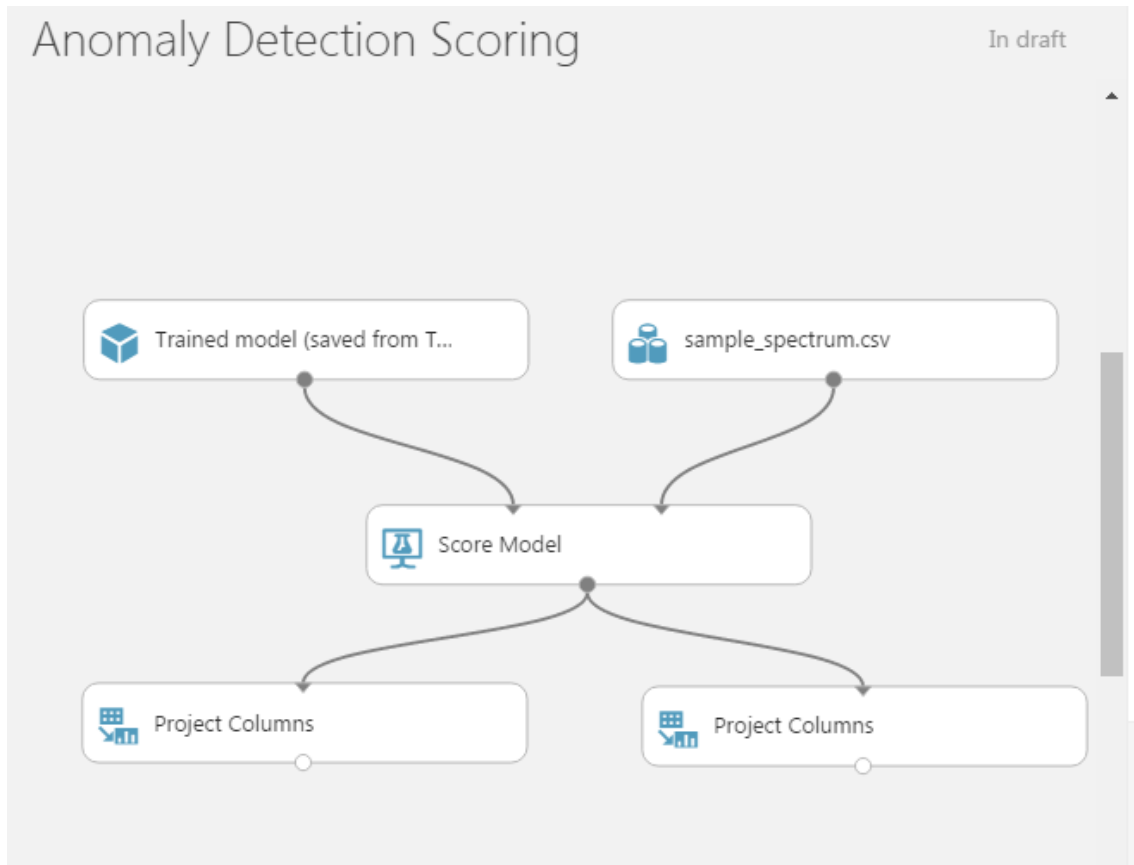 Anomaly Detection Scoring
In draft
Trained model (saved from T...
sample_spectrum.csv
Score Model
Project Columns
Project Columns